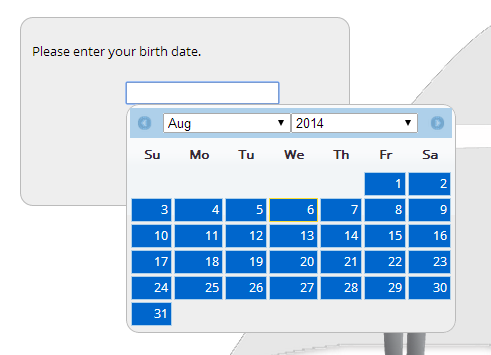 Please enter your birth date.
Aug 2014
Su Mo Tu We Th Fr Sa
1 2
3 4 5 6 7 8 9
10 11 12 13 14 15 16
17 18 19 20 21 22 23
24 25 26 27 28 29 30
31